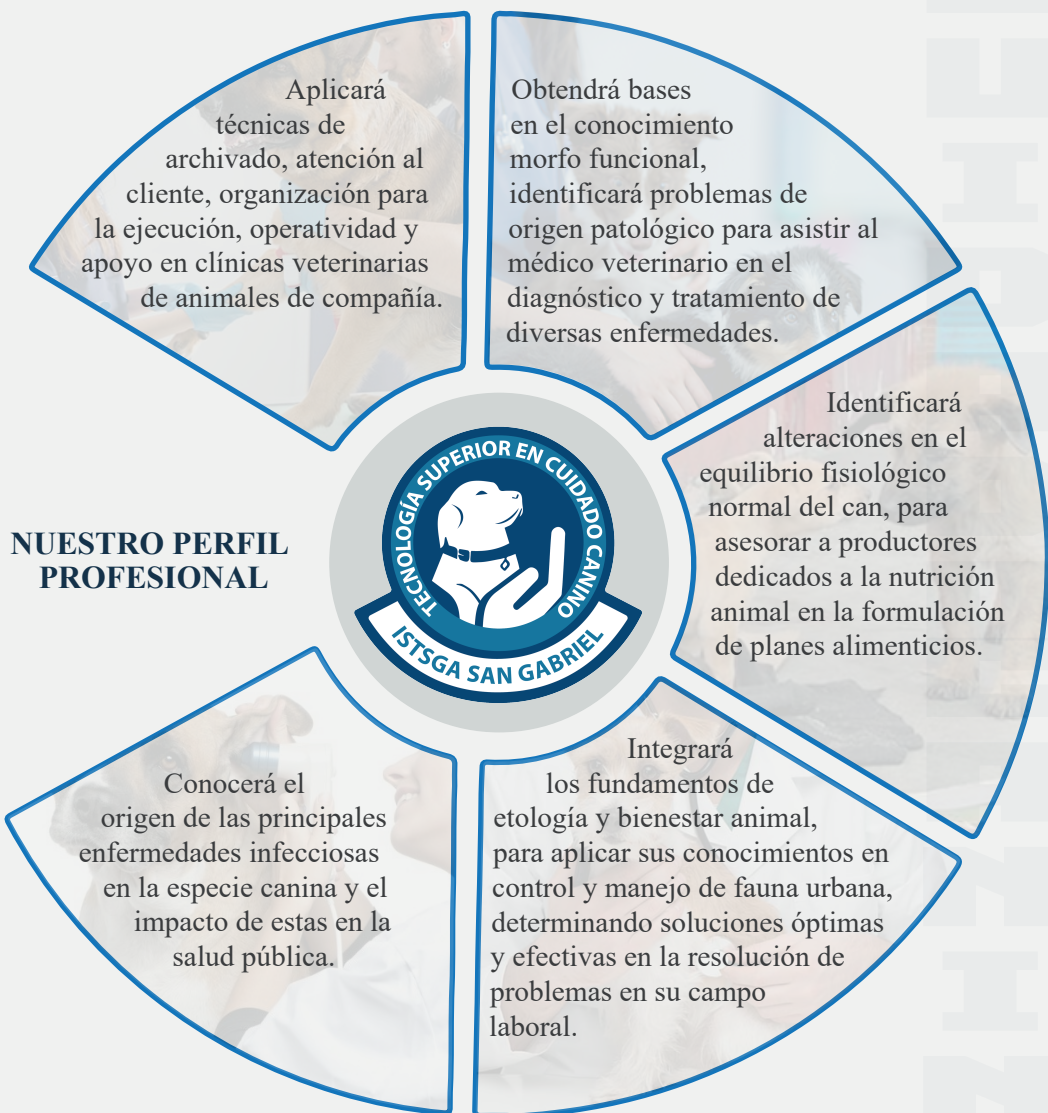 Aplicará
técnicas de
archivado, atención al
cliente, organización para
la ejecución, operatividad y
apoyo en clínicas veterinarias
de animales de compañía.
Obtendrá bases
en el conocimiento
morfo funcional,
identificará problemas de
origen patológico para asistir al
médico veterinario en el
diagnóstico y tratamiento de
diversas enfermedades.
Identificará
alteraciones en el
equilibrio fisiológico
normal del can, para
asesorar a productores
dedicados a la nutrición
animal en la formulación
de planes alimenticios.
NUESTRO PERFIL
PROFESIONAL
TECNOLOGÍA SUPERIOR EN CUIDADO CANINO
ISTSGA SAN GABRIEL
Integrará
los fundamentos de
etología y bienestar animal,
para aplicar sus conocimientos en
control y manejo de fauna urbana,
determinando soluciones óptimas
y efectivas en la resolución de
problemas en su campo
laboral.
Conocerá el
origen de las principales
enfermedades infecciosas
en la especie canina y el
impacto de estas en la
salud pública.